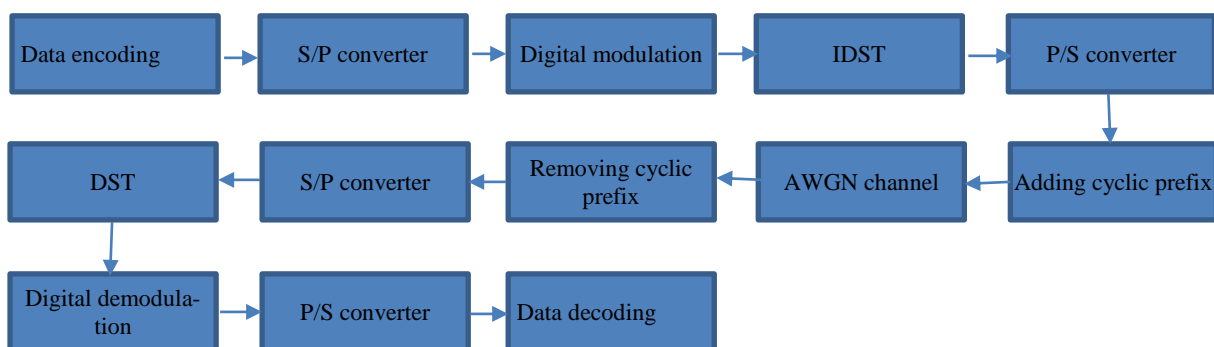 Data encoding
S/P converter
Digital modulation
IDST
P/S converter
DST
S/P converter
Removing cyclic
prefix
AWGN channel
Adding cyclic prefix
Digital demodula-
tion
P/S converter
Data decoding